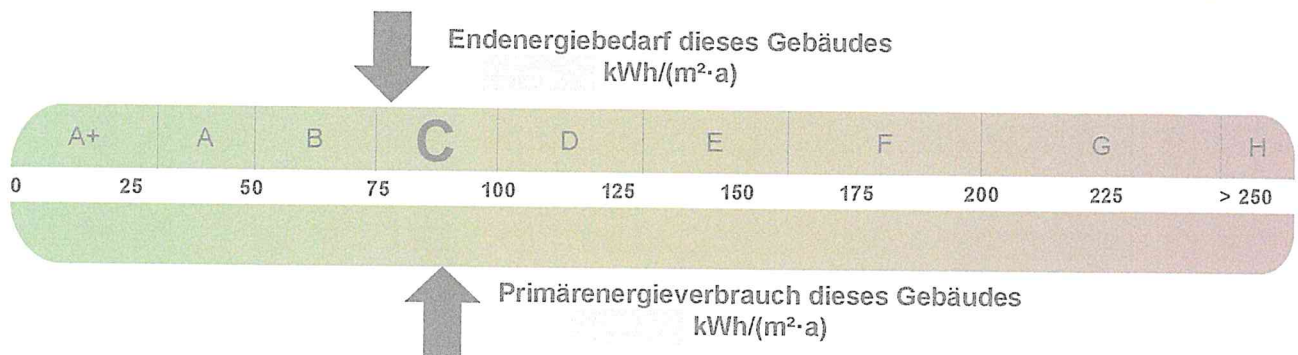 Endenergiebedarf dieses Gebäudes
kWh/(m²·a)
A+ A B C D E F G H
0 25 50 75 100 125 150 175 200 225 > 250
Primärenergieverbrauch dieses Gebäudes
kWh/(m²·a)